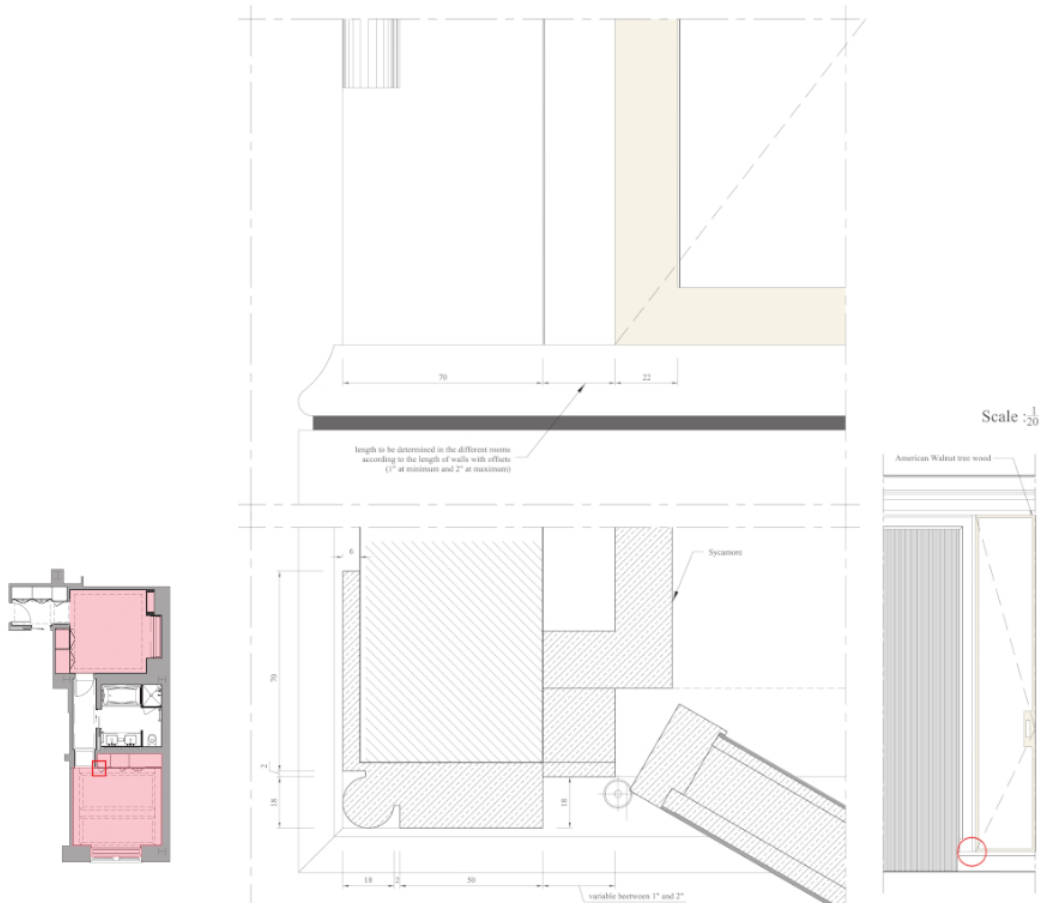 70
22
length to be determined in the different rooms
according to the length of walls with offsets
(1" at minimum and 2" at maximum)
Scale : 1/20
American Walnut tree wood
6
Sycamore
70
2
18
18
18
2
50
variable beetween 1" and 2"